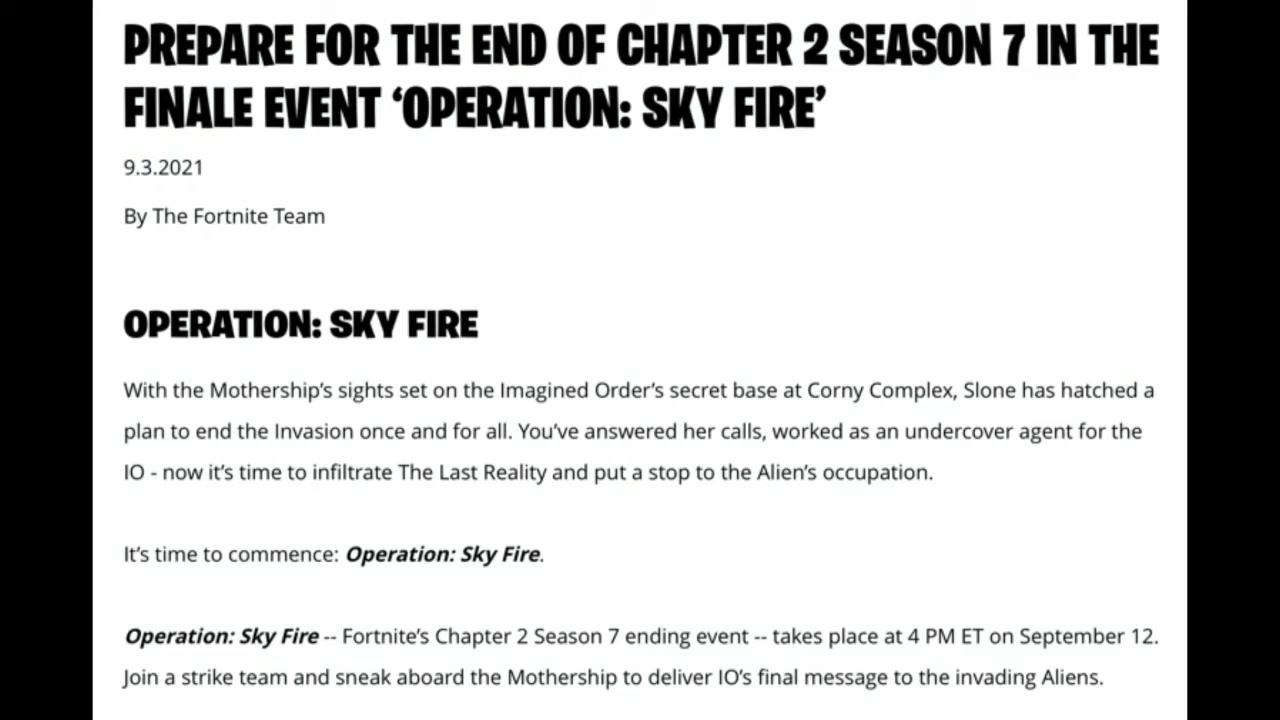 PREPARE FOR THE END OF CHAPTER 2 SEASON 7 IN THE
FINALE EVENT ‘OPERATION: SKY FIRE’
9.3.2021
By The Fortnite Team
OPERATION: SKY FIRE
With the Mothership’s sights set on the Imagined Order’s secret base at Corny Complex, Slone has hatched a
plan to end the Invasion once and for all. You’ve answered her calls, worked as an undercover agent for the
IO - now it’s time to infiltrate The Last Reality and put a stop to the Alien’s occupation.
It’s time to commence: Operation: Sky Fire.
Operation: Sky Fire -- Fortnite’s Chapter 2 Season 7 ending event -- takes place at 4 PM ET on September 12.
Join a strike team and sneak aboard the Mothership to deliver IO’s final message to the invading Aliens.